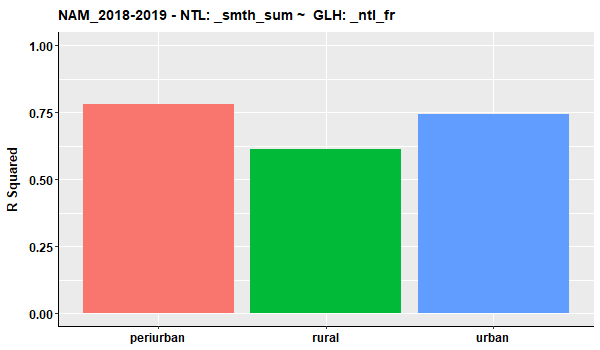 NAM_2018-2019 - NTL: _smth_sum ~  GLH: _ntl_fr
R Squared
1.00
0.75
0.50
0.25
0.00
periurban rural urban